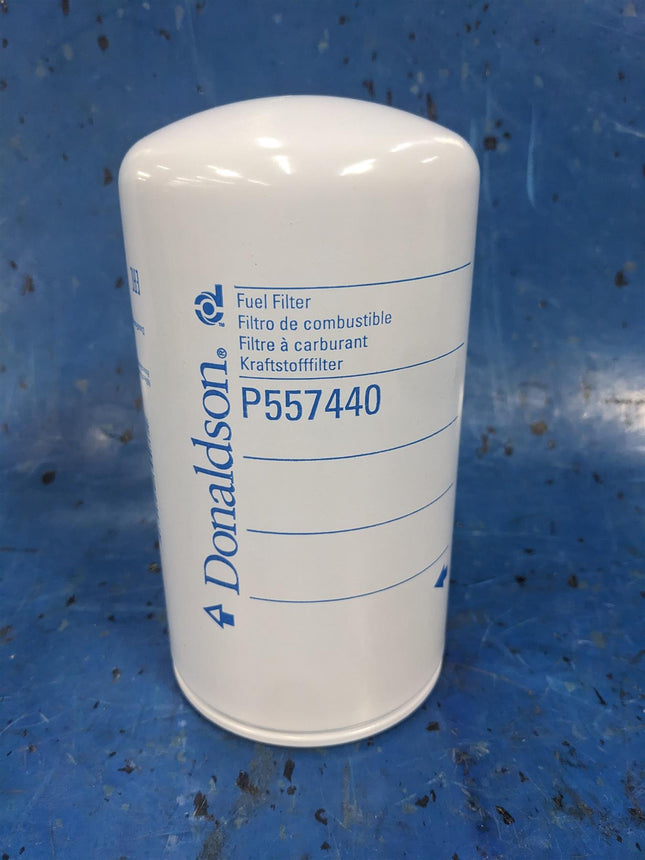 Fuel Filter
Filtro de combustible
Filtre à carburant
Kraftstofffilter
P557440
Donaldson®